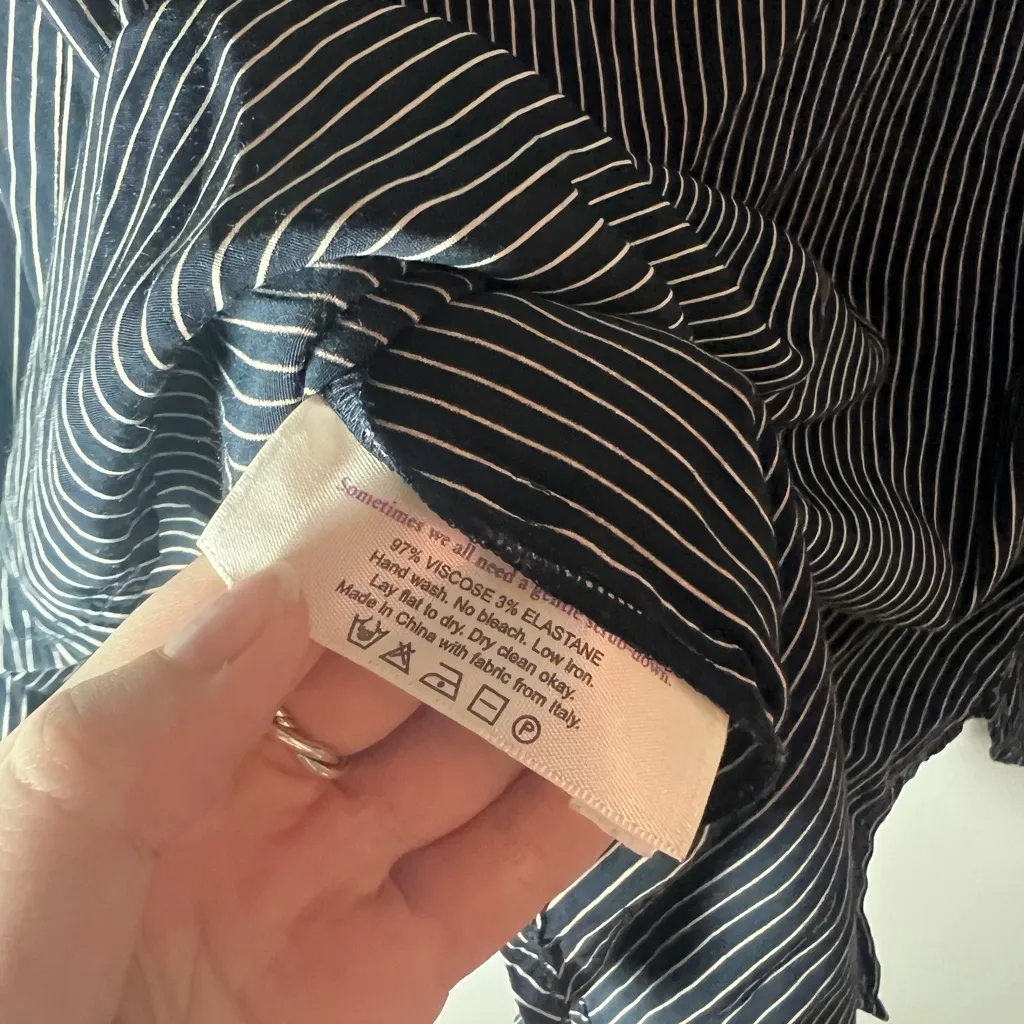 Sometimes we all need a gentle scrub-down.
97% VISCOSE 3% ELASTANE
Hand wash. No bleach. Low iron.
Lay flat to dry. Dry clean okay.
Made in China with fabric from Italy.
P